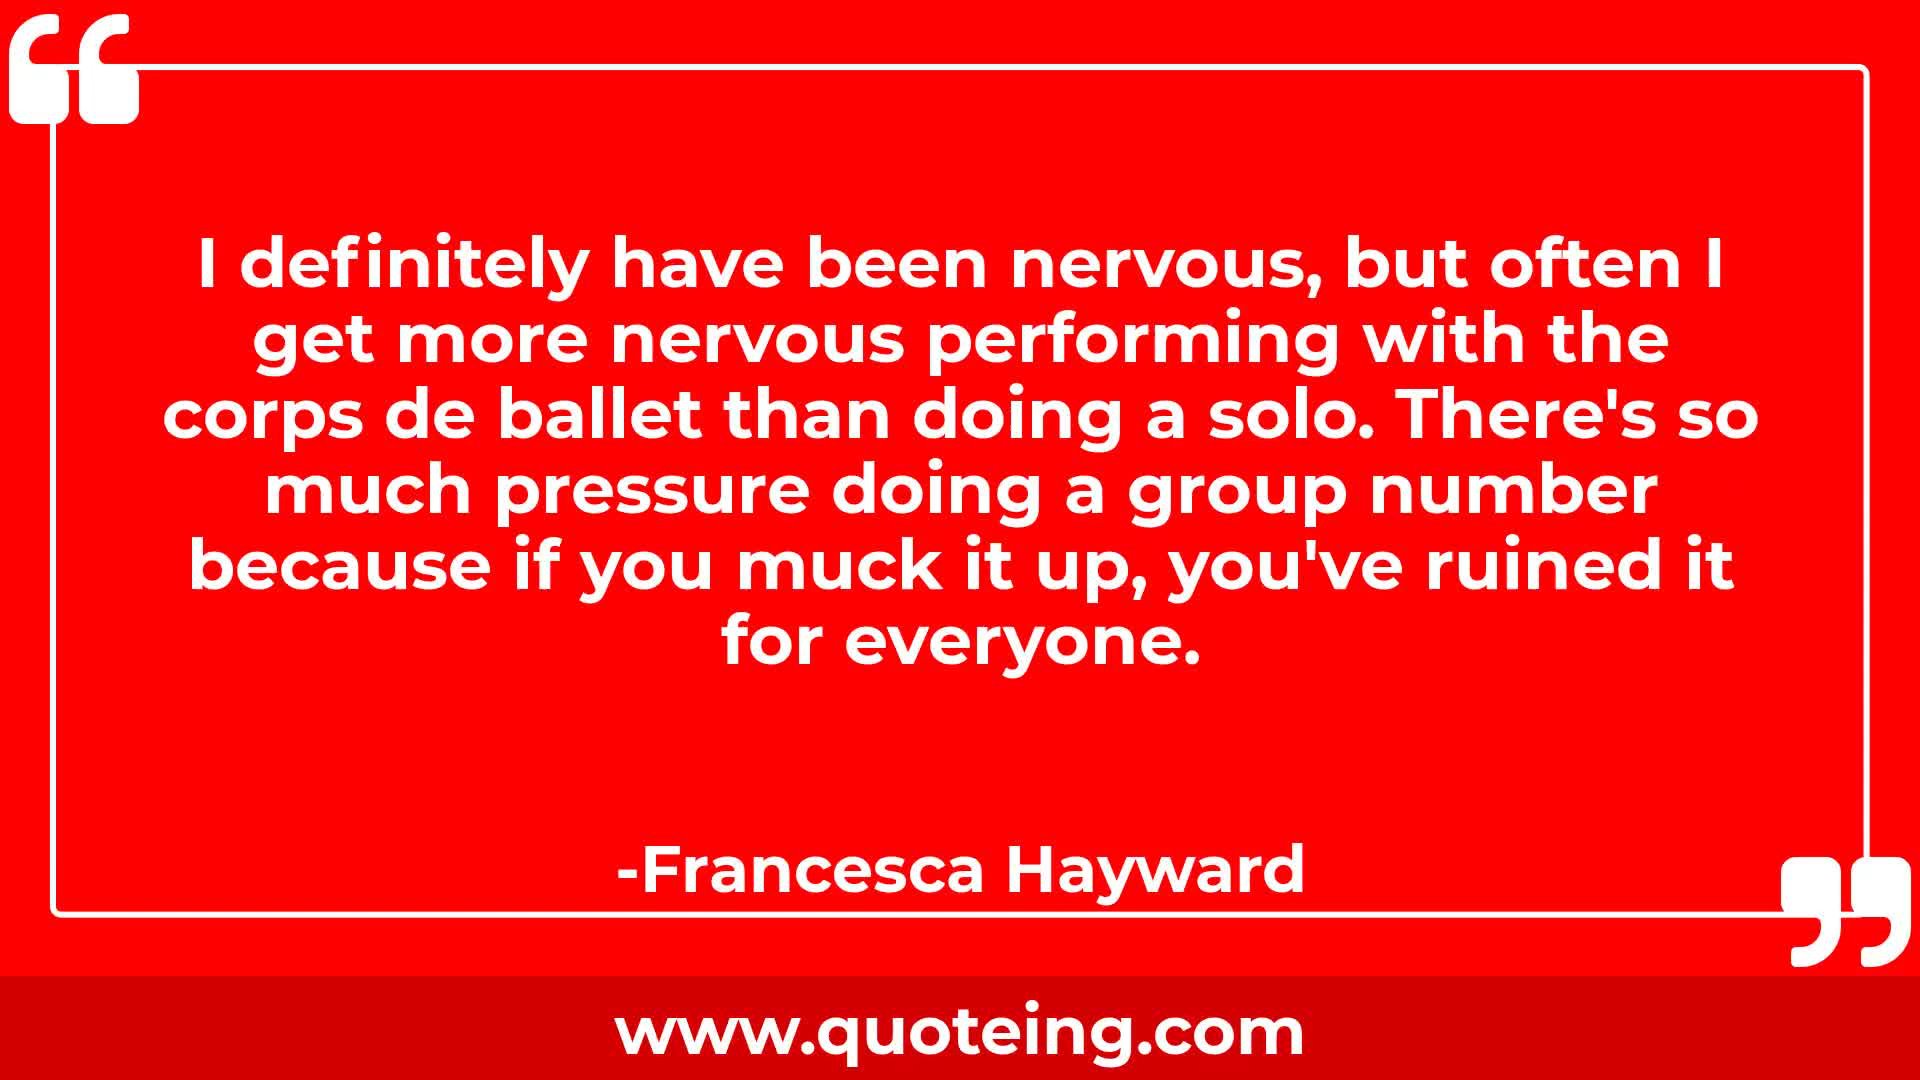 I definitely have been nervous, but often I
get more nervous performing with the
corps de ballet than doing a solo. There's so
much pressure doing a group number
because if you muck it up, you've ruined it
for everyone.
-Francesca Hayward
www.quoteing.com